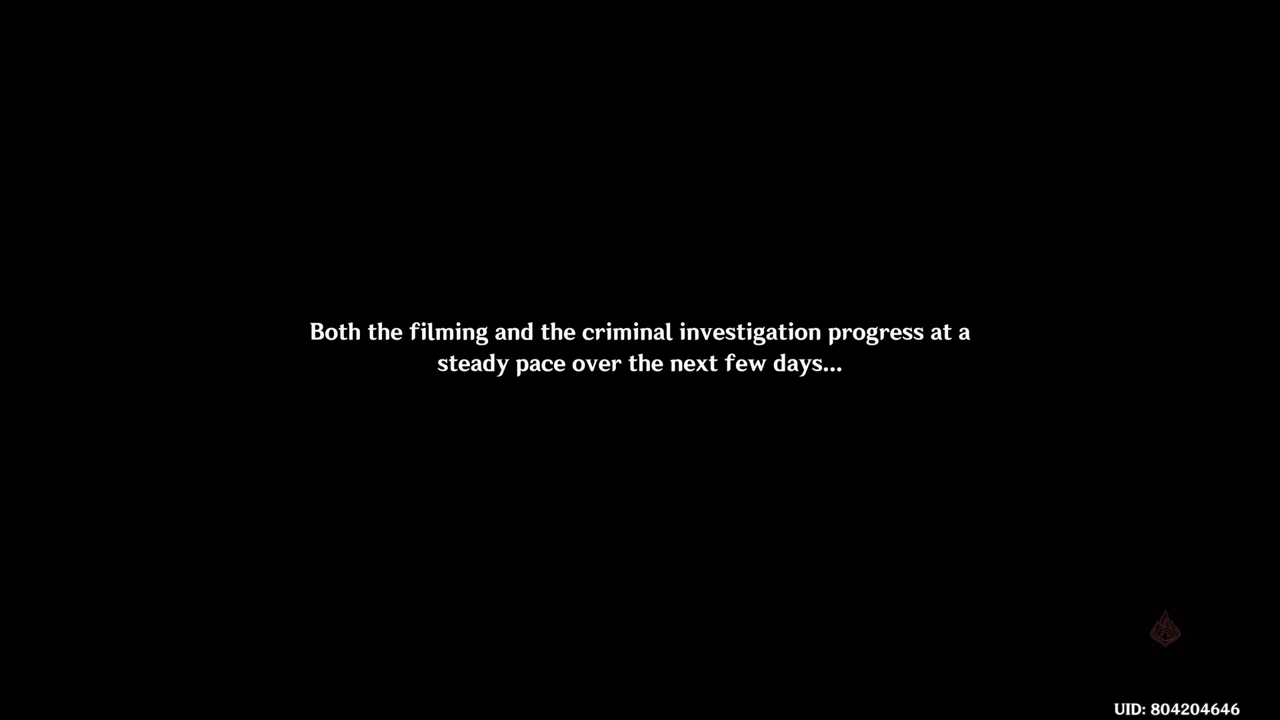 Both the filming and the criminal investigation progress at a
steady pace over the next few days...
UID: 804204646